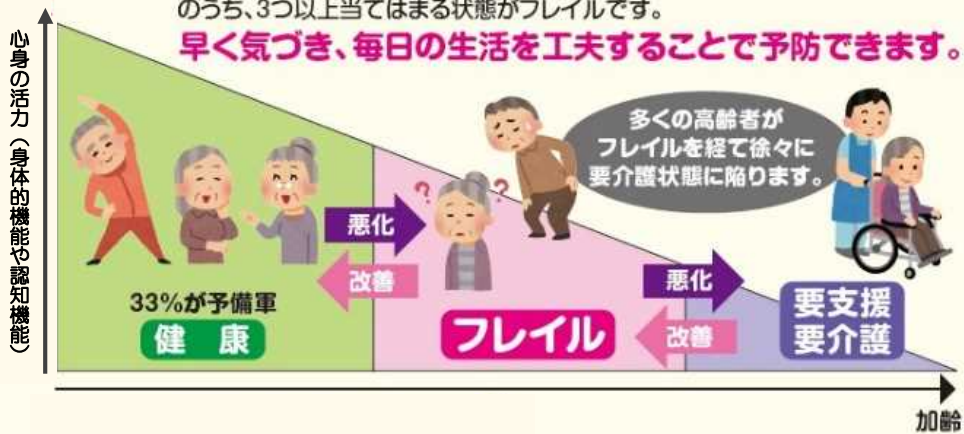 のうち、3つ以上当てはまる状態がフレイルです。
早く気づき、毎日の生活を工夫することで予防できます。
心身の活力（身体的機能や認知機能）
多くの高齢者が
フレイルを経て徐々に
要介護状態に陥ります。
?
?
悪化
改善
悪化
改善
33%が予備軍
健 康
フレイル
要支援
要介護
加齢